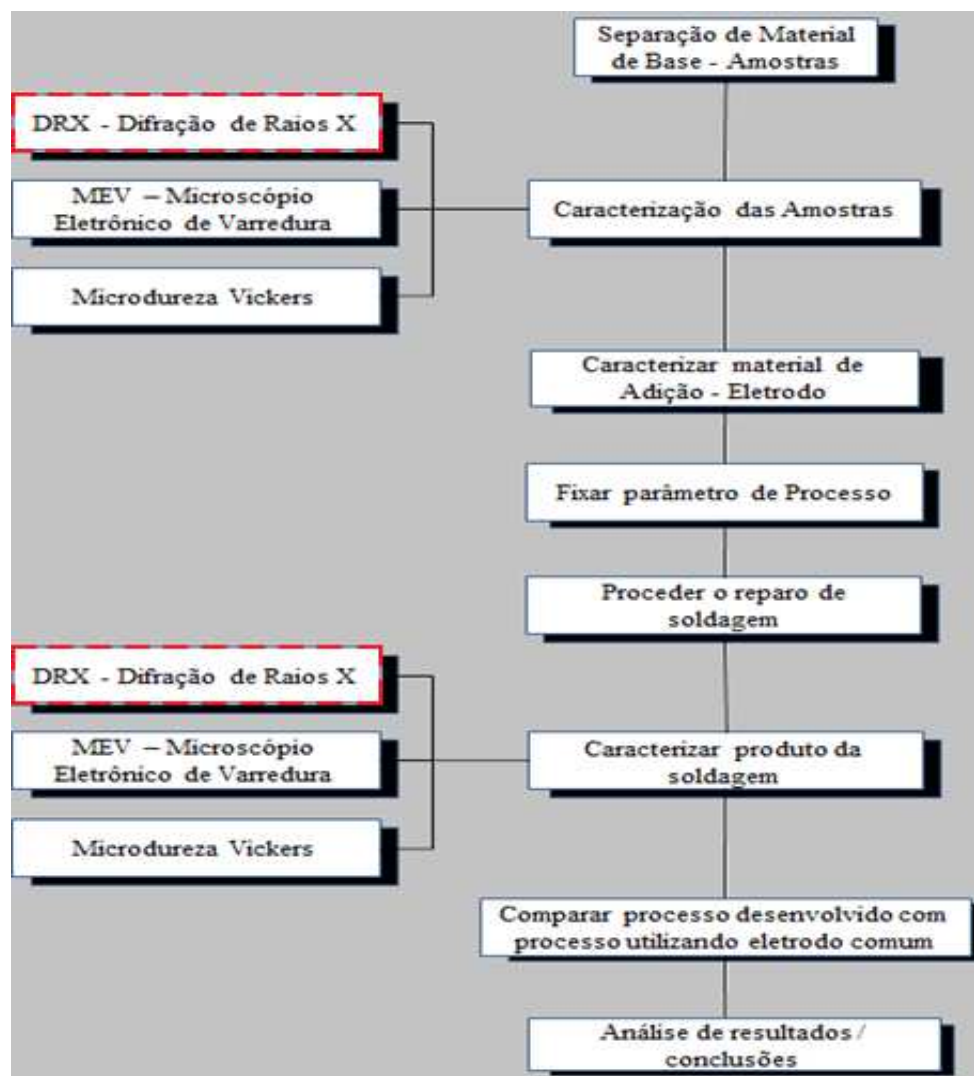 Separação de Material
de Base - Amostras
DRX - Difração de Raios X
MEV – Microscópio
Eletrônico de Varredura
Microdureza Vickers
Caracterização das Amostras
Caracterizar material de
Adição - Eletrodo
Fixar parâmetro de Processo
Proceder o reparo de
soldagem
DRX - Difração de Raios X
MEV – Microscópio
Eletrônico de Varredura
Microdureza Vickers
Caracterizar produto da
soldagem
Comparar processo desenvolvido com
processo utilizando eletrodo comum
Análise de resultados /
conclusões